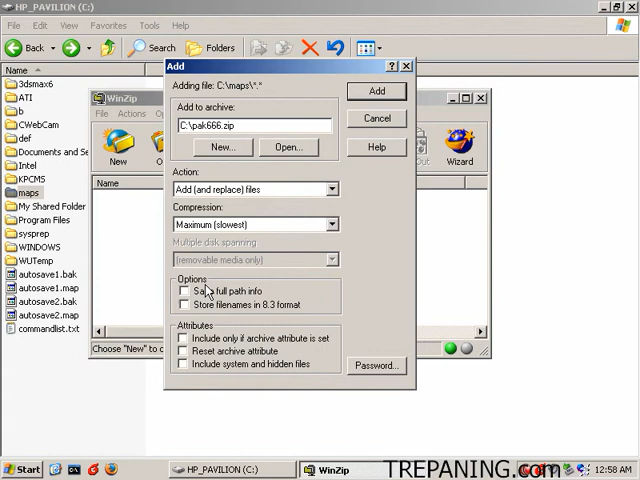 HP_PAVILION (C:)
File Edit View Favorites Tools Help
Back Search Folders
Name
3dsmax6
ATI
b
CWebCam
def
Documents and Se
Intel
KPCMS
maps
My Shared Folder
Program Files
sysprep
WINDOWS
WUTemp
autosave1.bak
autosave1.map
autosave2.bak
autosave2.map
commandlist.txt
WinZip
File Actions
New Wizard
Name
Choose "New" to c
Add
Adding file: C:\maps\*.*
Add to archive:
C:\pak666.zip
New... Open...
Add
Cancel
Help
Action:
Add (and replace) files
Compression:
Maximum (slowest)
Multiple disk spanning
(removable media only)
Options
full path info
Store filenames in 8.3 format
Attributes
Include only if archive attribute is set
Reset archive attribute
Include system and hidden files
Password...
Start HP_PAVILION (C:) WinZip 12:58 AM
TREPANING.com